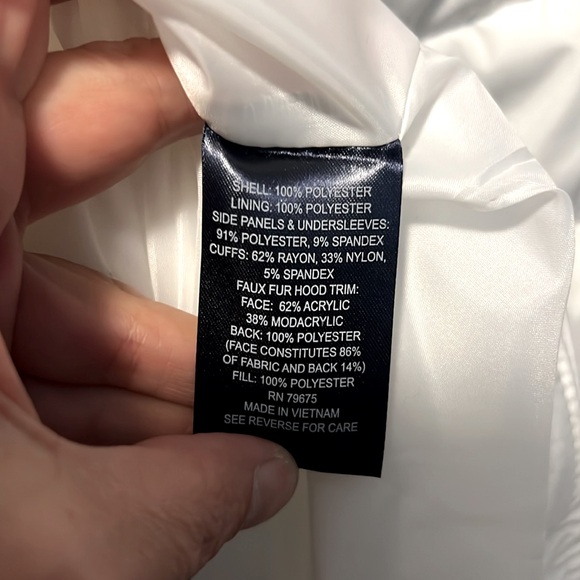 SHELL: 100% POLYESTER
LINING: 100% POLYESTER
SIDE PANELS & UNDERSLEEVES:
91% POLYESTER, 9% SPANDEX
CUFFS: 62% RAYON, 33% NYLON,
5% SPANDEX
FAUX FUR HOOD TRIM:
FACE: 62% ACRYLIC
38% MODACRYLIC
BACK: 100% POLYESTER
(FACE CONSTITUTES 86%
OF FABRIC AND BACK 14%)
FILL: 100% POLYESTER
RN 79675
MADE IN VIETNAM
SEE REVERSE FOR CARE